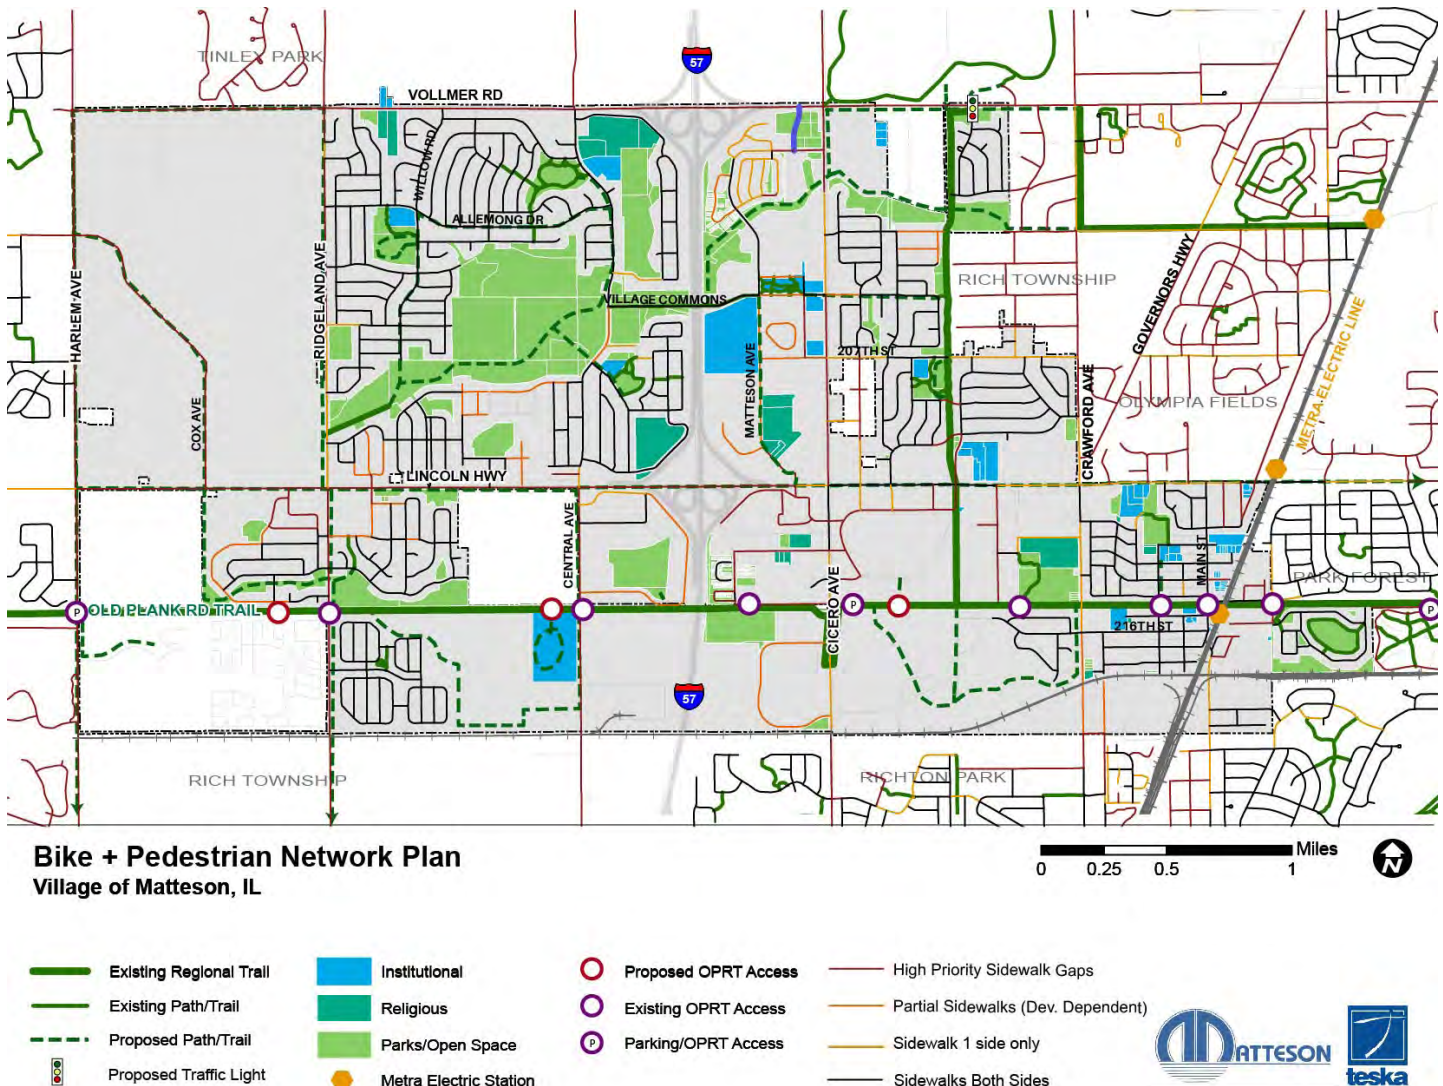 TINLEY PARK
57
VOLLMER RD
WILLOW RD
ALLEMONG DR
HARLEM AVE
RIDGELAND AVE
VILLAGE COMMONS
RICH TOWNSHIP
GOVERNORS HWY
METRA ELECTRIC LINE
207TH ST
MATTESON AVE
COX AVE
CRAWFORD AVE
OLYMPIA FIELDS
LINCOLN HWY
CENTRAL AVE
MAIN ST
CICERO AVE
PARK FOREST
P
OLD PLANK RD TRAIL
P
P
216TH ST
57
RICH TOWNSHIP
RICHTON PARK
Bike + Pedestrian Network Plan
Village of Matteson, IL
Miles
0 0.25 0.5 1
N
Existing Regional Trail
Existing Path/Trail
Proposed Path/Trail
Proposed Traffic Light
Institutional
Religious
Parks/Open Space
Metra Electric Station
Proposed OPRT Access
Existing OPRT Access
P
Parking/OPRT Access
High Priority Sidewalk Gaps
Partial Sidewalks (Dev. Dependent)
Sidewalk 1 side only
Sidewalks Both Sides
MATTESON
teska